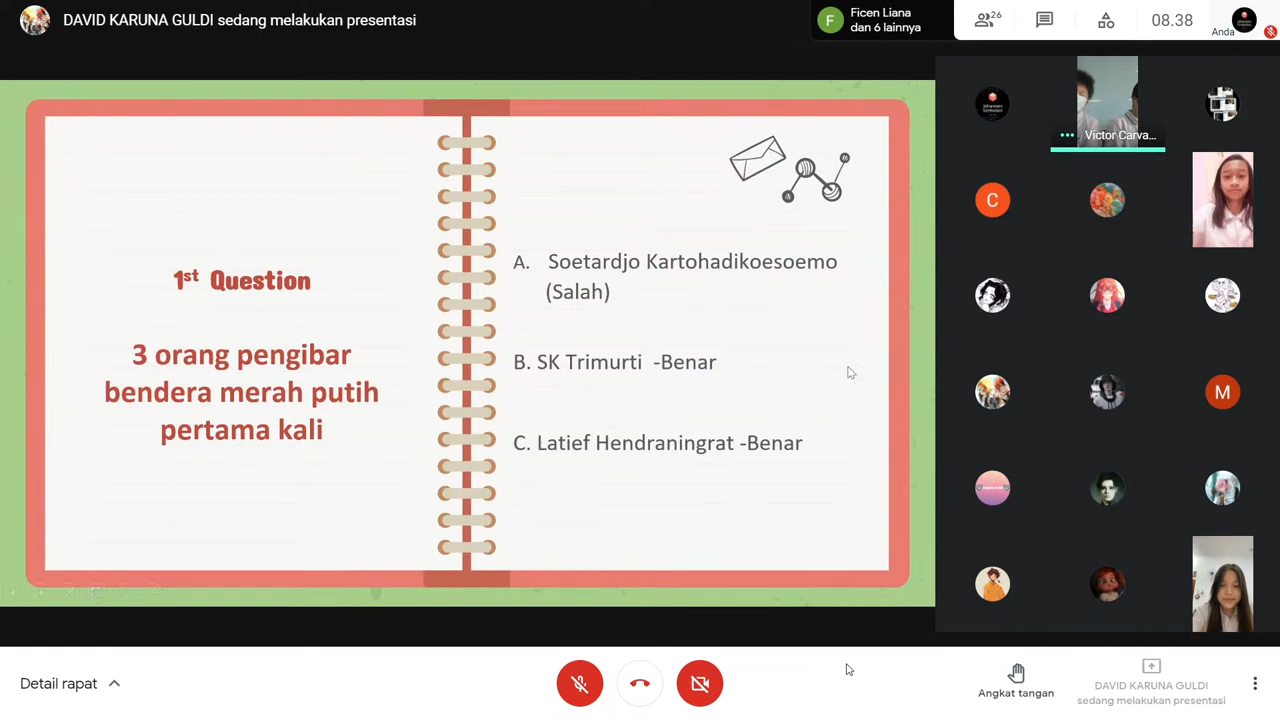 DAVID KARUNA GULDI sedang melakukan presentasi
F
Ficen Liana
dan 6 lainnya
26
08.38
Anda
1st Question
3 orang pengibar
bendera merah putih
pertama kali
A. Soetardjo Kartohadikoesoemo
(Salah)
B. SK Trimurti -Benar
C. Latief Hendraningrat -Benar
Victor Carva...
C
M
Detail rapat
Angkat tangan
DAVID KARUNA GULDI
sedang melakukan presentasi